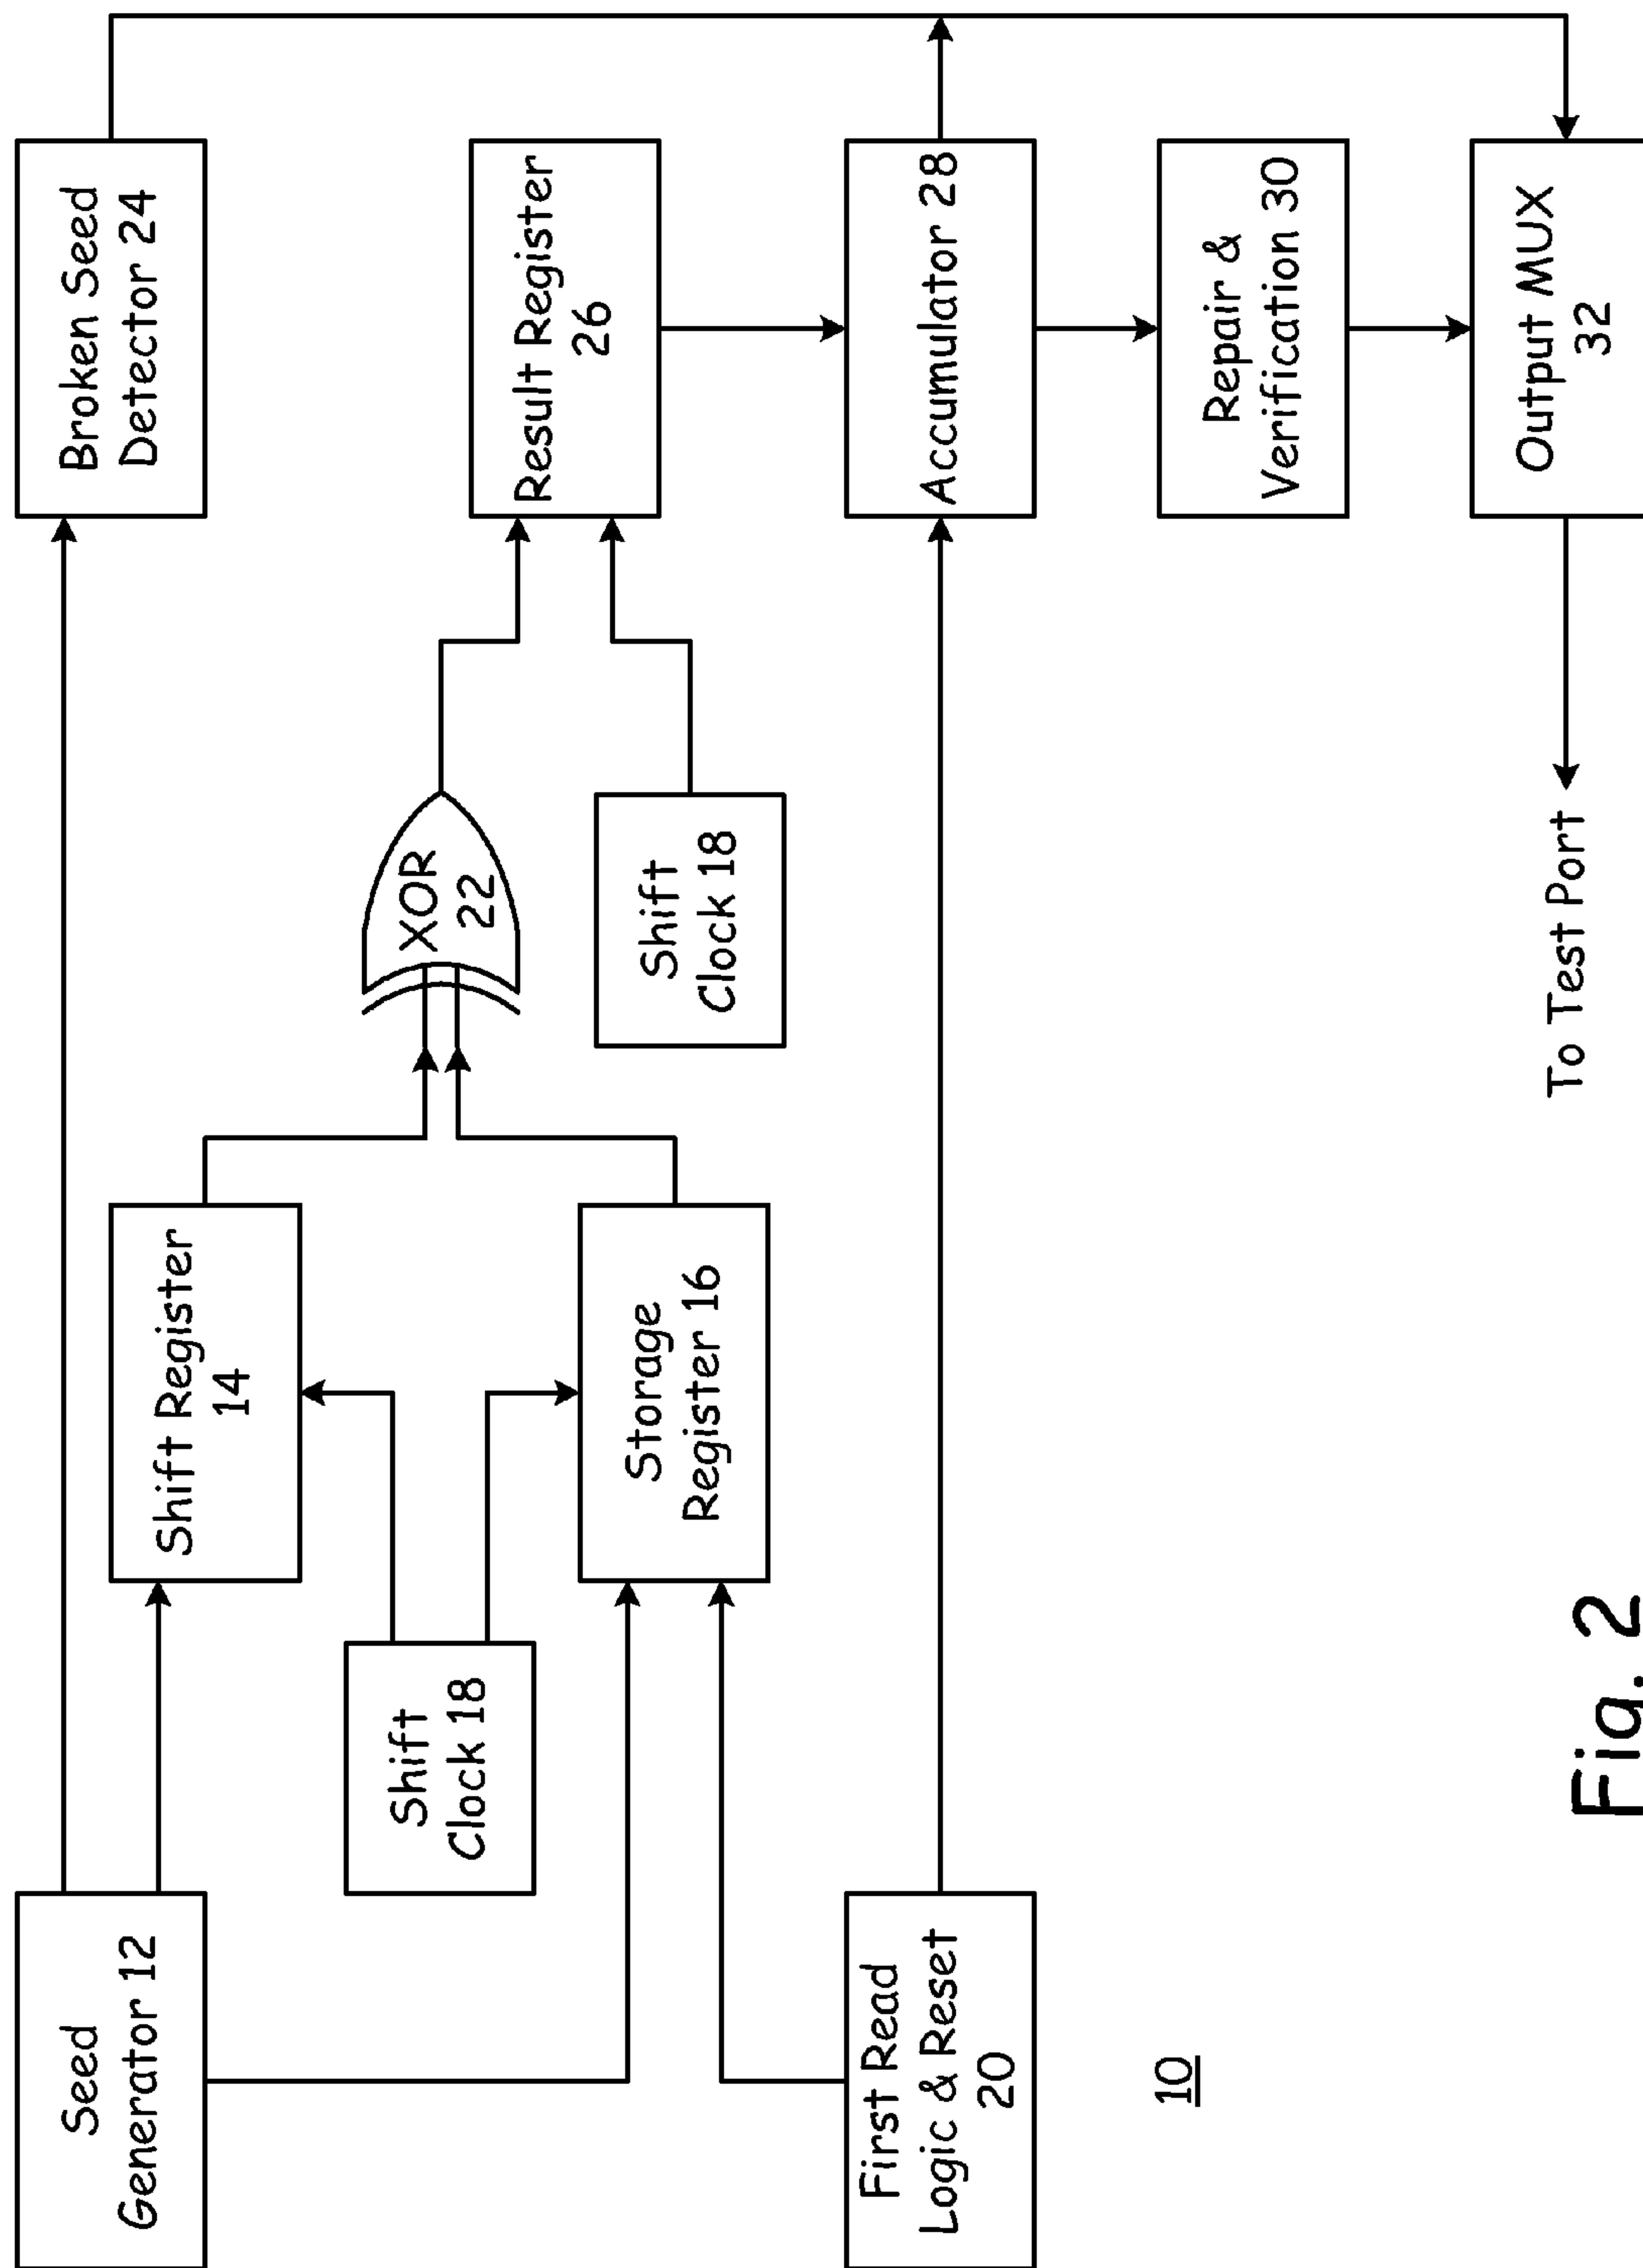 Seed
Generator 12
Broken Seed
Detector 24
Shift Register
14
Shift
Clock 18
XOR
22
Result Register
26
Storage
Register 16
Shift
Clock 18
First Read
Logic & Reset
20
Accumulator 28
Repair &
Verification 30
10
Output MUX
32
To Test Port
Fig. 2